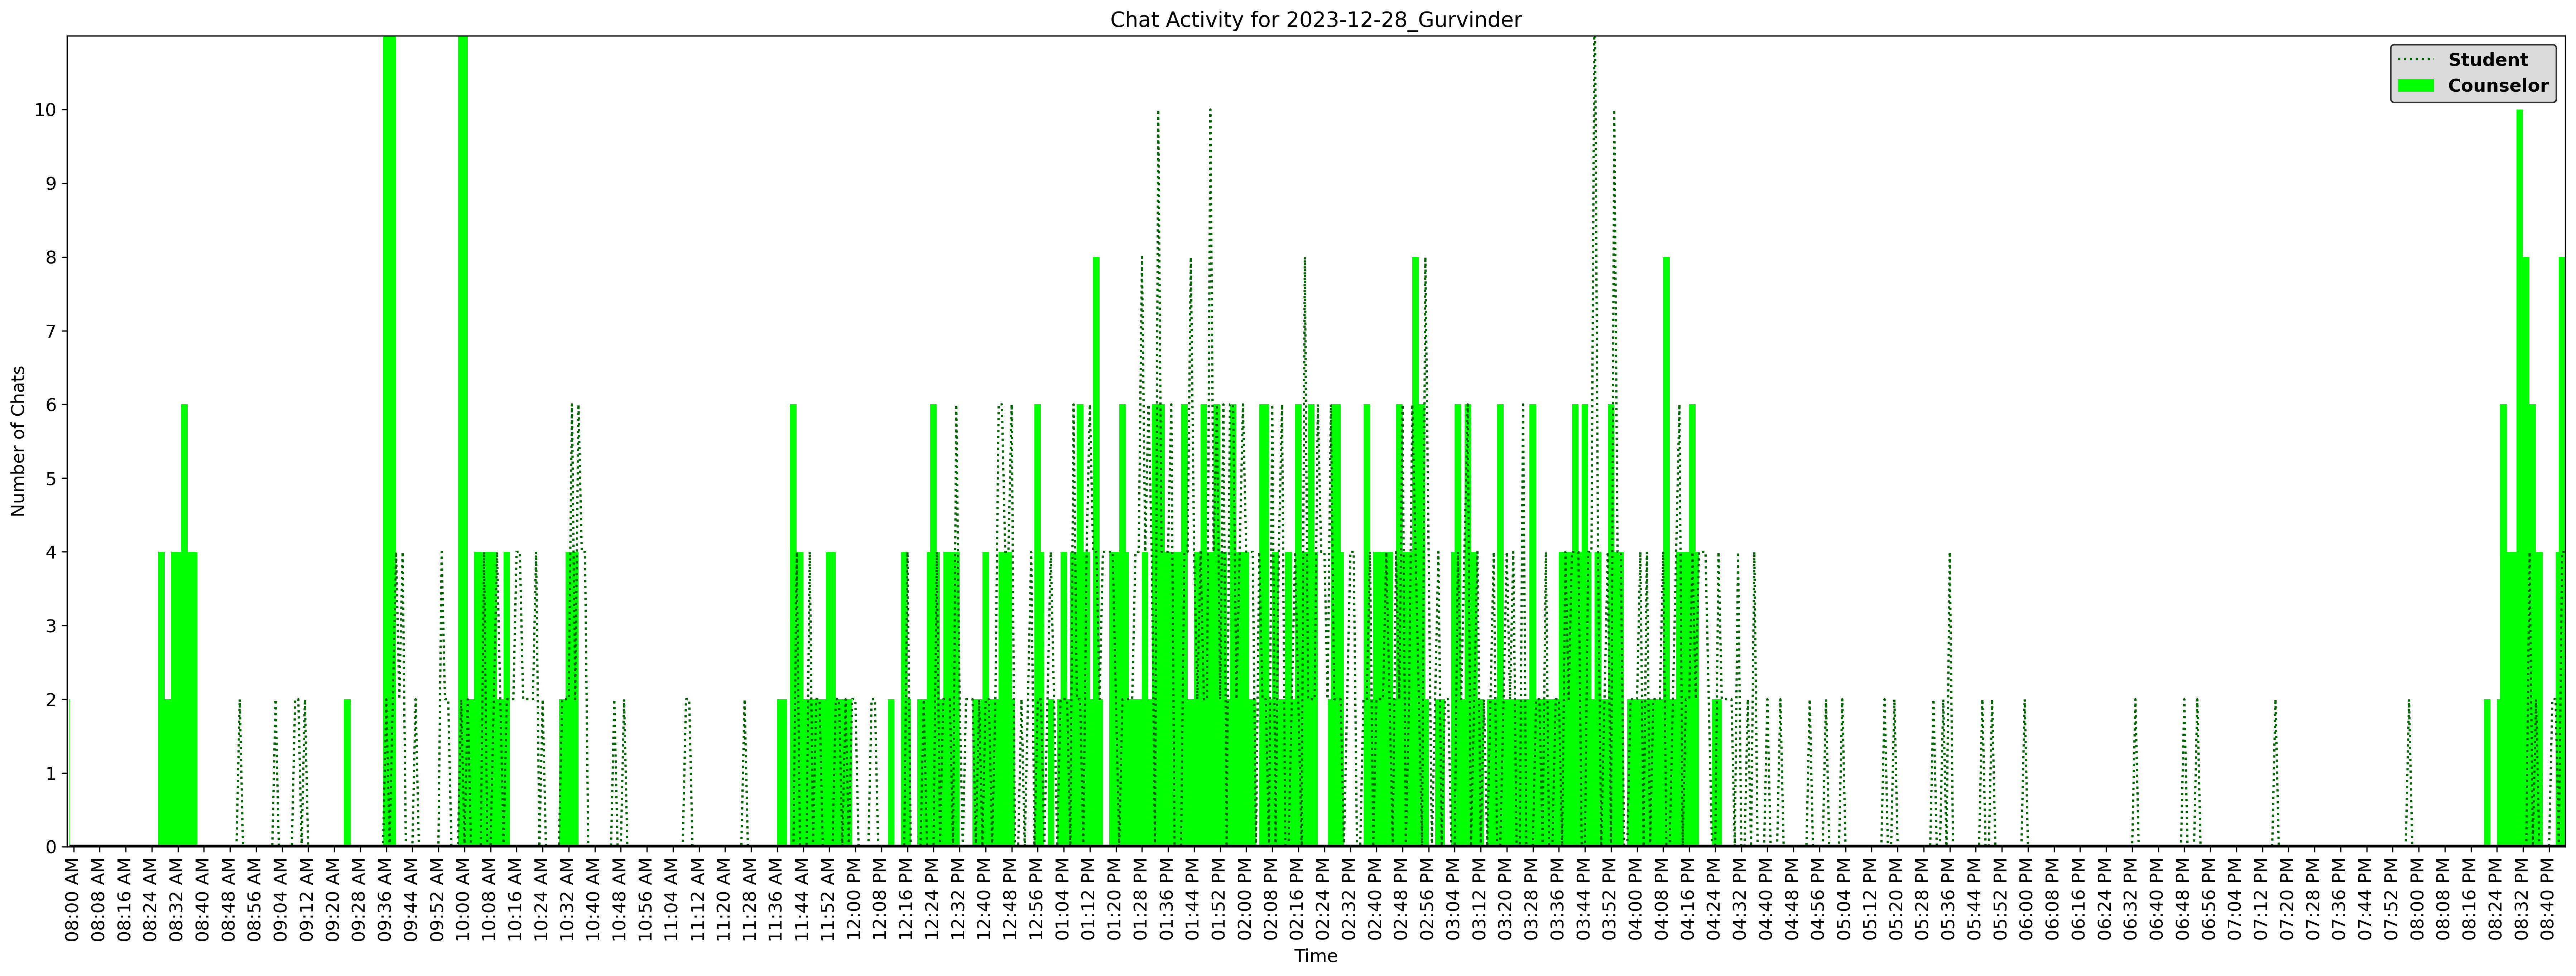 Chat Activity for 2023-12-28_Gurvinder
Student
Counselor
Number of Chats
10
9
8
7
6
5
4
3
2
1
0
08:00 AM
08:08 AM
08:16 AM
08:24 AM
08:32 AM
08:40 AM
08:48 AM
08:56 AM
09:04 AM
09:12 AM
09:20 AM
09:28 AM
09:36 AM
09:44 AM
09:52 AM
10:00 AM
10:08 AM
10:16 AM
10:24 AM
10:32 AM
10:40 AM
10:48 AM
10:56 AM
11:04 AM
11:12 AM
11:20 AM
11:28 AM
11:36 AM
11:44 AM
11:52 AM
12:00 PM
12:08 PM
12:16 PM
12:24 PM
12:32 PM
12:40 PM
12:48 PM
12:56 PM
01:04 PM
01:12 PM
01:20 PM
01:28 PM
01:36 PM
01:44 PM
01:52 PM
02:00 PM
02:08 PM
02:16 PM
02:24 PM
02:32 PM
02:40 PM
02:48 PM
02:56 PM
03:04 PM
03:12 PM
03:20 PM
03:28 PM
03:36 PM
03:44 PM
03:52 PM
04:00 PM
04:08 PM
04:16 PM
04:24 PM
04:32 PM
04:40 PM
04:48 PM
04:56 PM
05:04 PM
05:12 PM
05:20 PM
05:28 PM
05:36 PM
05:44 PM
05:52 PM
06:00 PM
06:08 PM
06:16 PM
06:24 PM
06:32 PM
06:40 PM
06:48 PM
06:56 PM
07:04 PM
07:12 PM
07:20 PM
07:28 PM
07:36 PM
07:44 PM
07:52 PM
08:00 PM
08:08 PM
08:16 PM
08:24 PM
08:32 PM
08:40 PM
Time